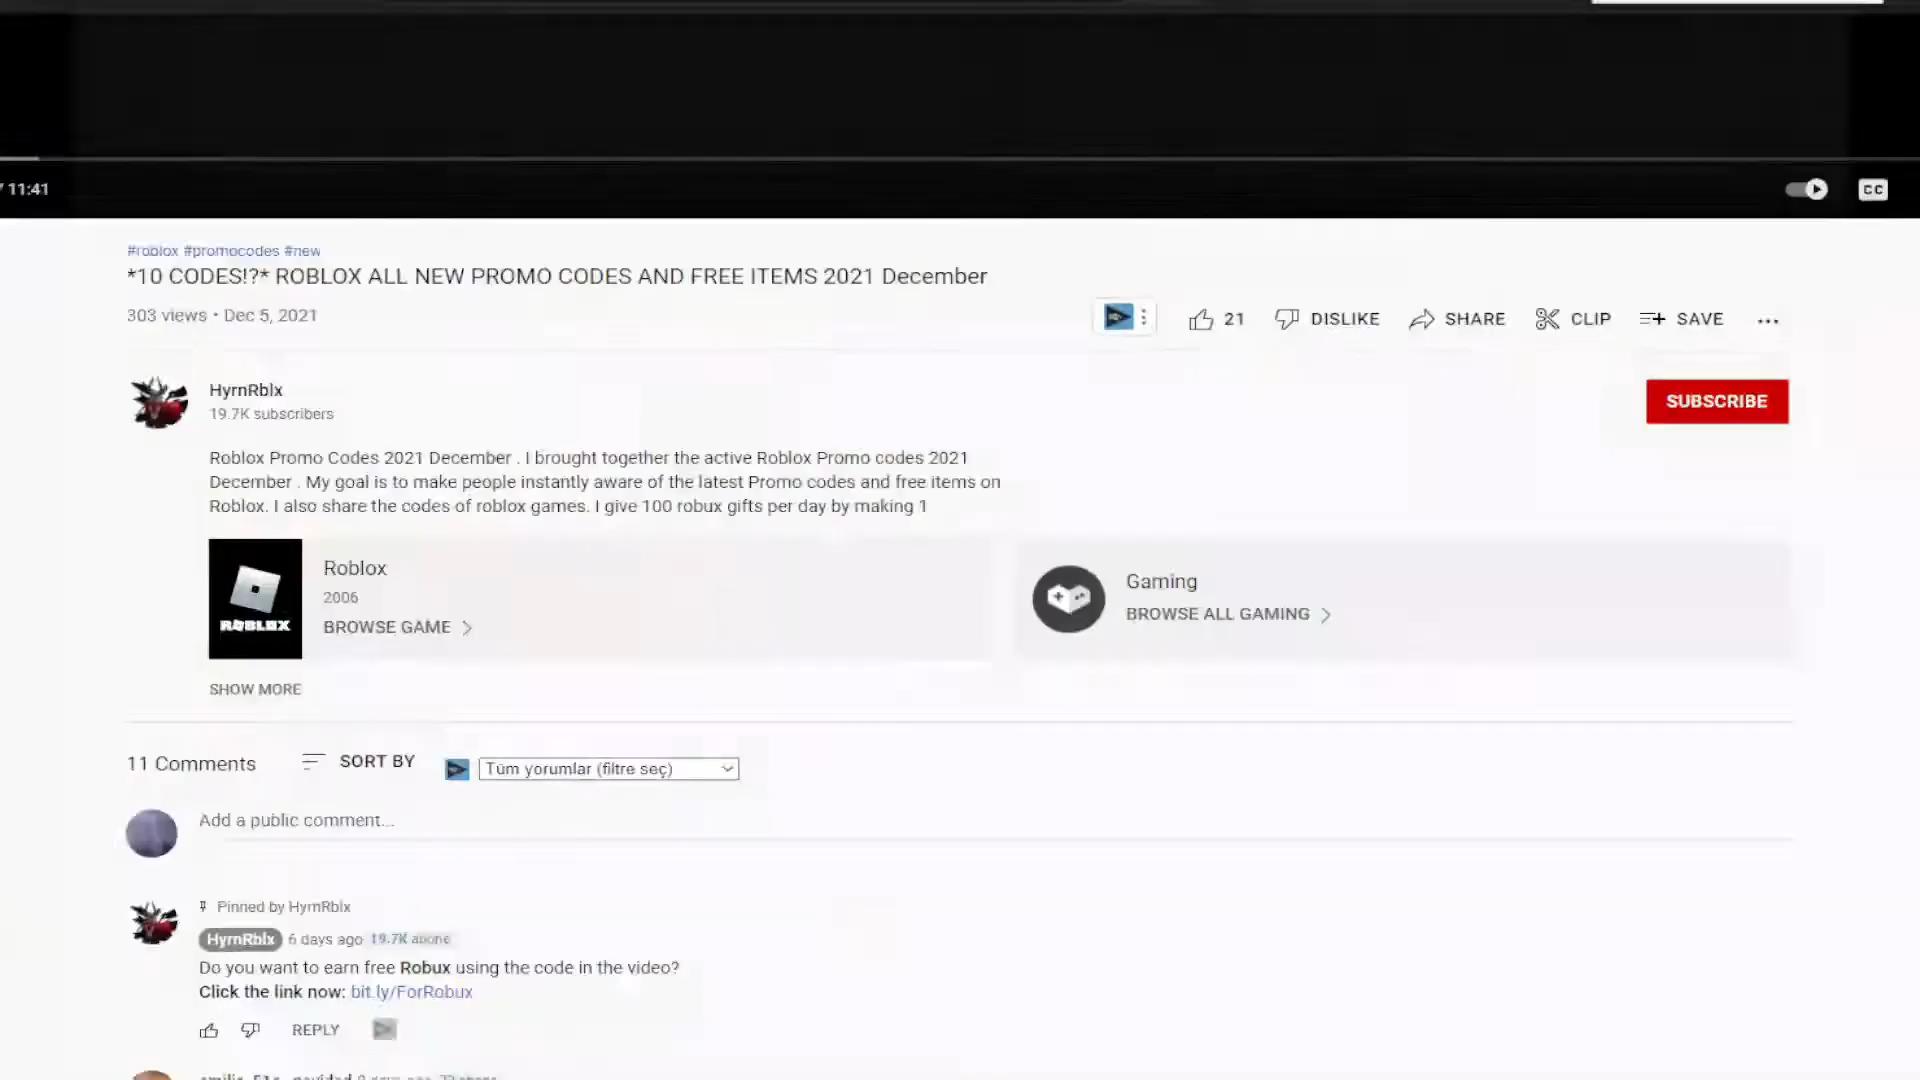 / 11:41
CC
#roblox #promocodes #new
*10 CODES!?* ROBLOX ALL NEW PROMO CODES AND FREE ITEMS 2021 December
303 views • Dec 5, 2021
21 DISLIKE SHARE CLIP SAVE
HyrnRblx
19.7K subscribers
SUBSCRIBE
Roblox Promo Codes 2021 December . I brought together the active Roblox Promo codes 2021
December . My goal is to make people instantly aware of the latest Promo codes and free items on
Roblox. I also share the codes of roblox games. I give 100 robux gifts per day by making 1
ROBLOX
Roblox
2006
BROWSE GAME
Gaming
BROWSE ALL GAMING
SHOW MORE
11 Comments
SORT BY
Tüm yorumlar (filtre seç)
Add a public comment...
Pinned by HyrnRblx
HyrnRblx 6 days ago 19.7K abone
Do you want to earn free Robux using the code in the video?
Click the link now: bit.ly/ForRobux
REPLY